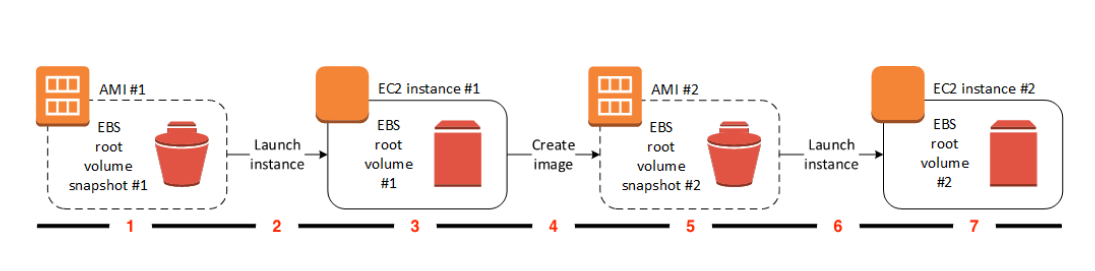 AMI #1
EBS
root
volume
snapshot #1
Launch
instance
EC2 instance #1
EBS
root
volume
#1
Create
image
AMI #2
EBS
root
volume
snapshot #2
Launch
instance
EC2 instance #2
EBS
root
volume
#2
1 2 3 4 5 6 7